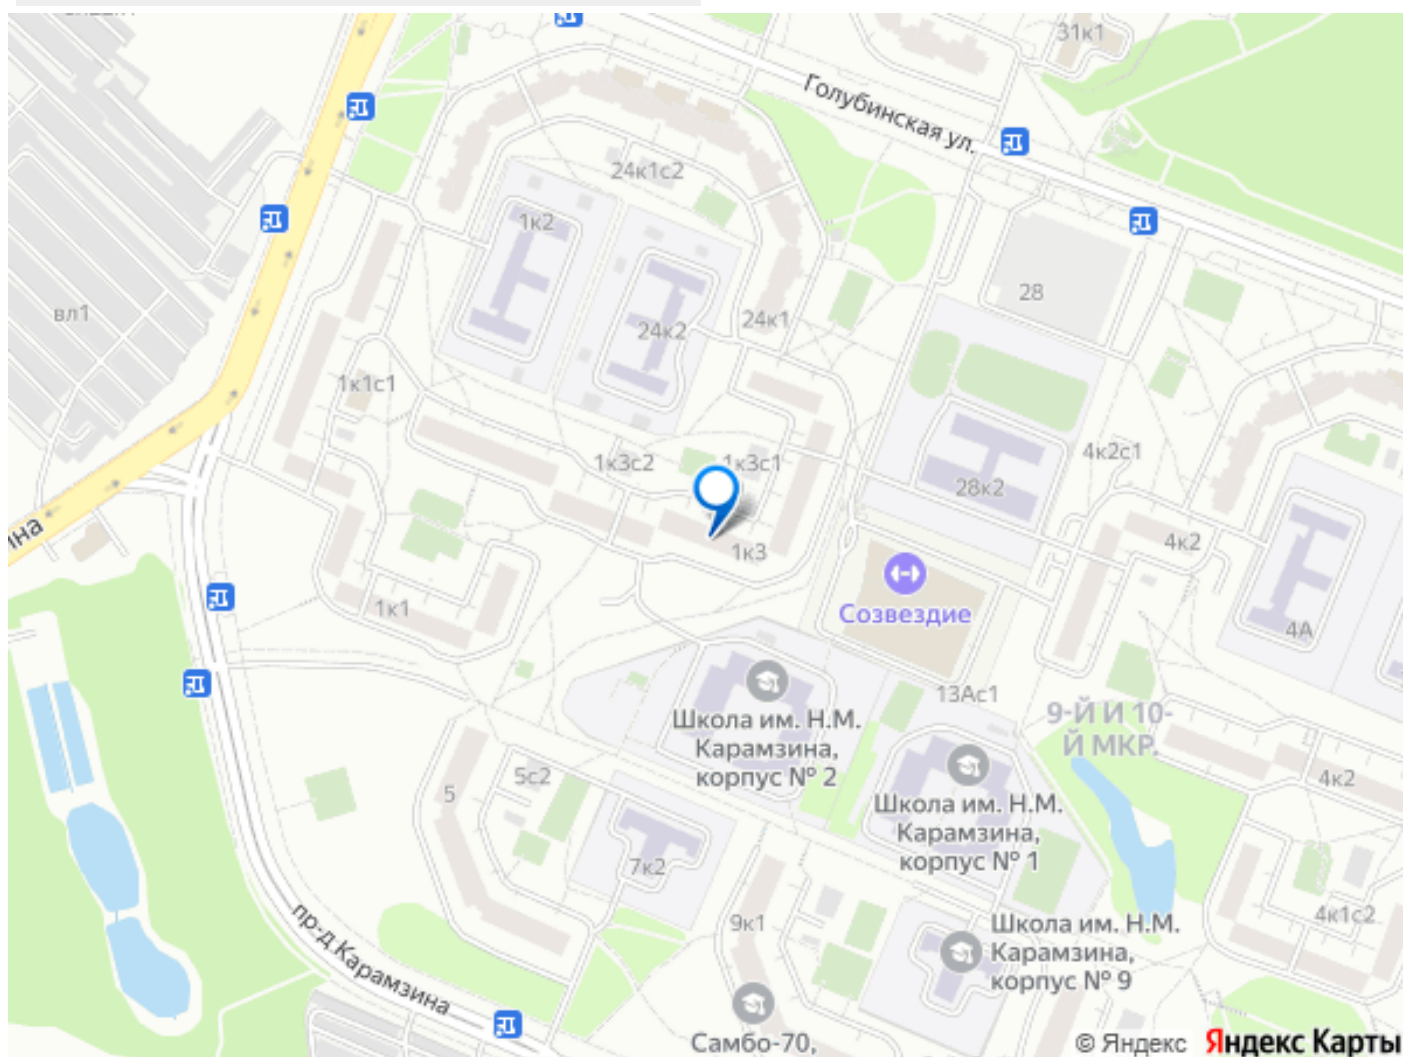 31к1
Голубинская ул.
24к1с2
1к2
28
вл1
24к2
24к1
1к1с1
1к3с2
1к3с1
4к2с1
28к2
ина
1к3
4к2
Созвездие
1к1
4А
13Ас1
Школа им. Н.М.
Карамзина,
корпус № 2
9-Й И 10-
Й МКР.
5с2
5
4к2
Школа им. Н.М.
Карамзина,
корпус № 1
7к2
пр-д Карамзина
9к1
4к1с2
Школа им. Н.М.
Карамзина,
корпус № 9
Самбо-70,
© Яндекс Яндекс Карты